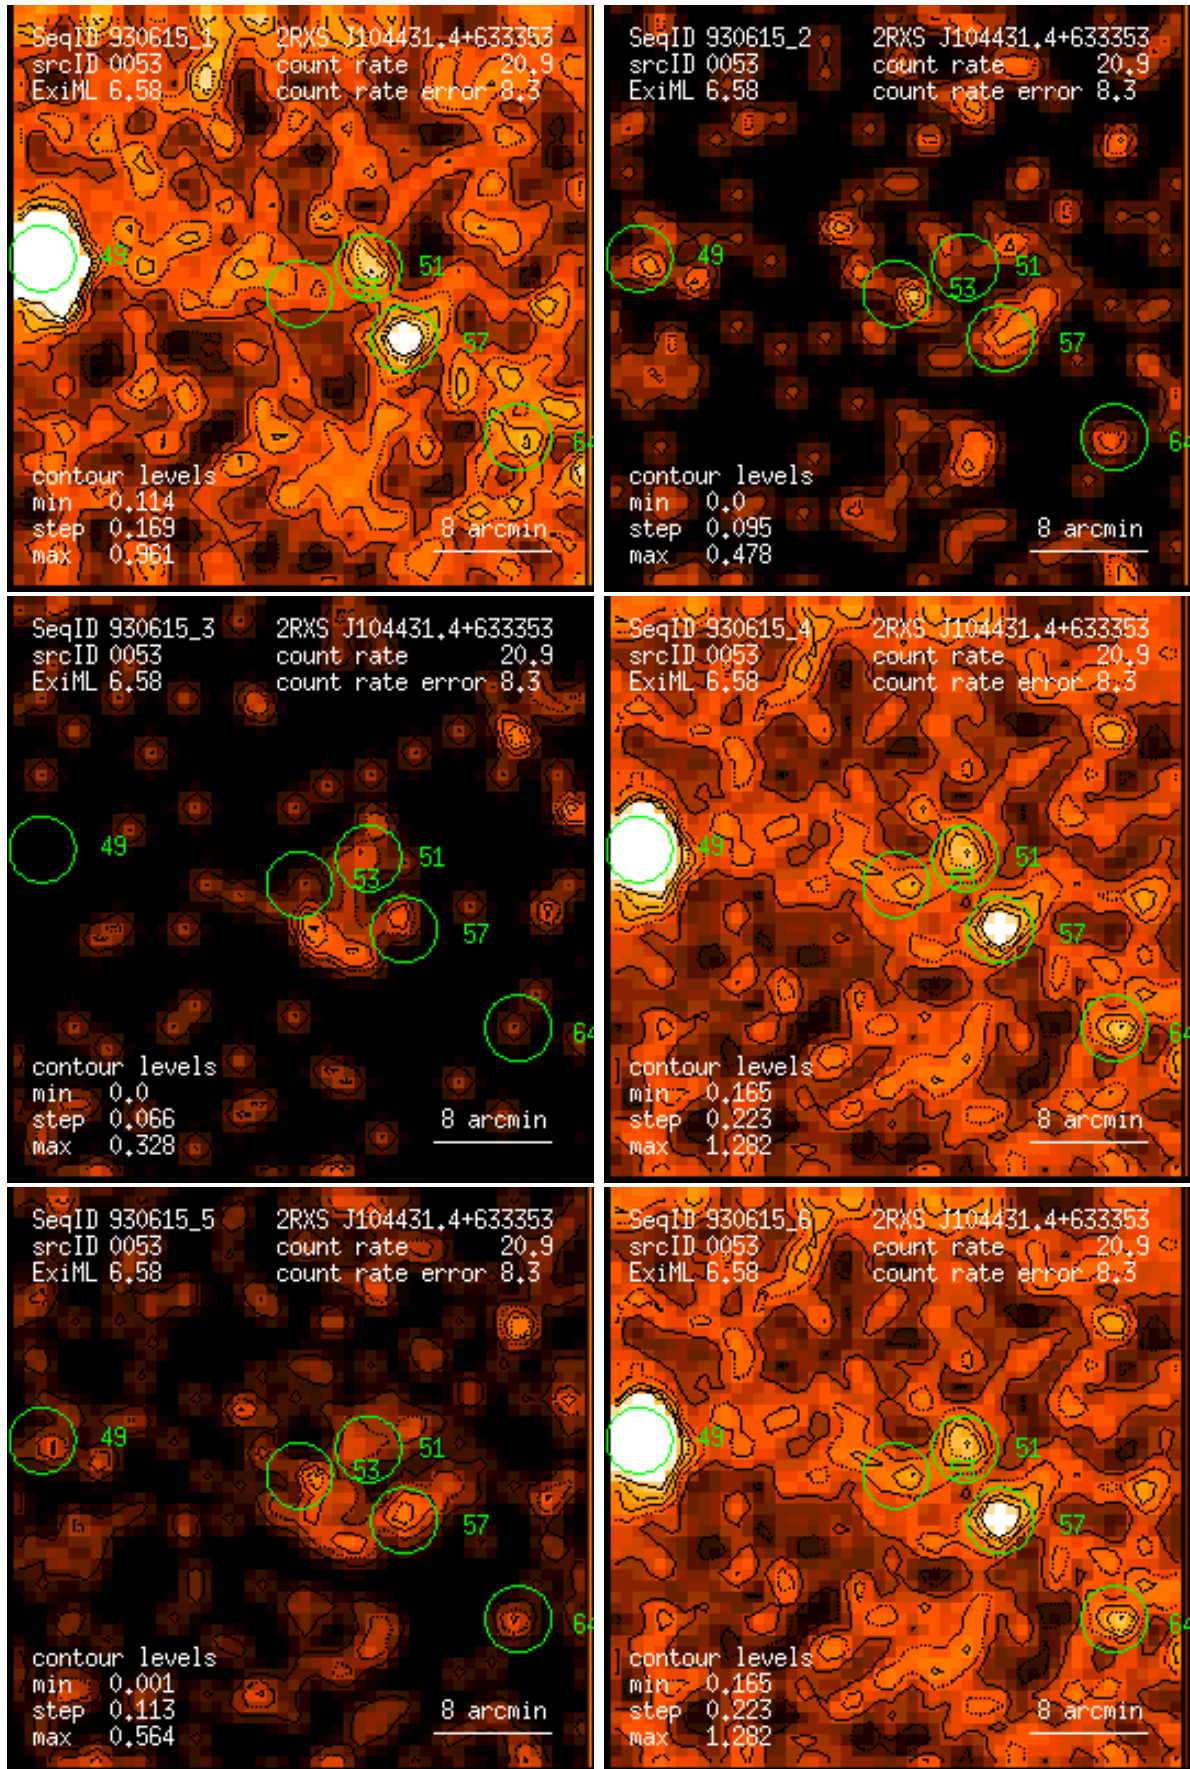 SeqID 930615_1 2RXS J104431.4+633353
srcID 0053 count rate 20.9
ExiML 6.58 count rate error 8.3
49
51
53
57
64
contour levels
min 0.114
step 0.169 8 arcmin
max 0.961
SeqID 930615_2 2RXS J104431.4+633353
srcID 0053 count rate 20.9
ExiML 6.58 count rate error 8.3
49
51
53
57
64
contour levels
min 0.0
step 0.095 8 arcmin
max 0.478
SeqID 930615_3 2RXS J104431.4+633353
srcID 0053 count rate 20.9
ExiML 6.58 count rate error 8.3
49
51
53
57
64
contour levels
min 0.0
step 0.066 8 arcmin
max 0.328
SeqID 930615_4 2RXS J104431.4+633353
srcID 0053 count rate 20.9
ExiML 6.58 count rate error 8.3
49
51
53
57
64
contour levels
min 0.165
step 0.223 8 arcmin
max 1.282
SeqID 930615_5 2RXS J104431.4+633353
srcID 0053 count rate 20.9
ExiML 6.58 count rate error 8.3
49
51
53
57
64
contour levels
min 0.001
step 0.113 8 arcmin
max 0.564
SeqID 930615_6 2RXS J104431.4+633353
srcID 0053 count rate 20.9
ExiML 6.58 count rate error 8.3
49
51
53
57
64
contour levels
min 0.165
step 0.223 8 arcmin
max 1.282